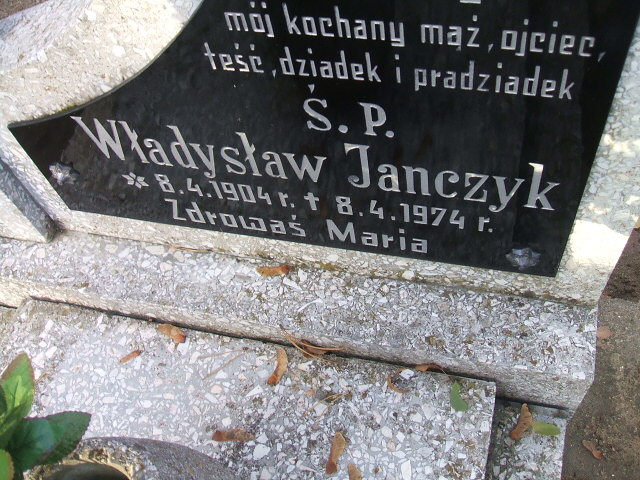 mój kochany mąż, ojciec,
teść, dziadek i pradziadek
Ś. P.
Władysław Janczyk
* 8.4.1904 r. † 8.4.1974 r.
Zdrowaś Maria